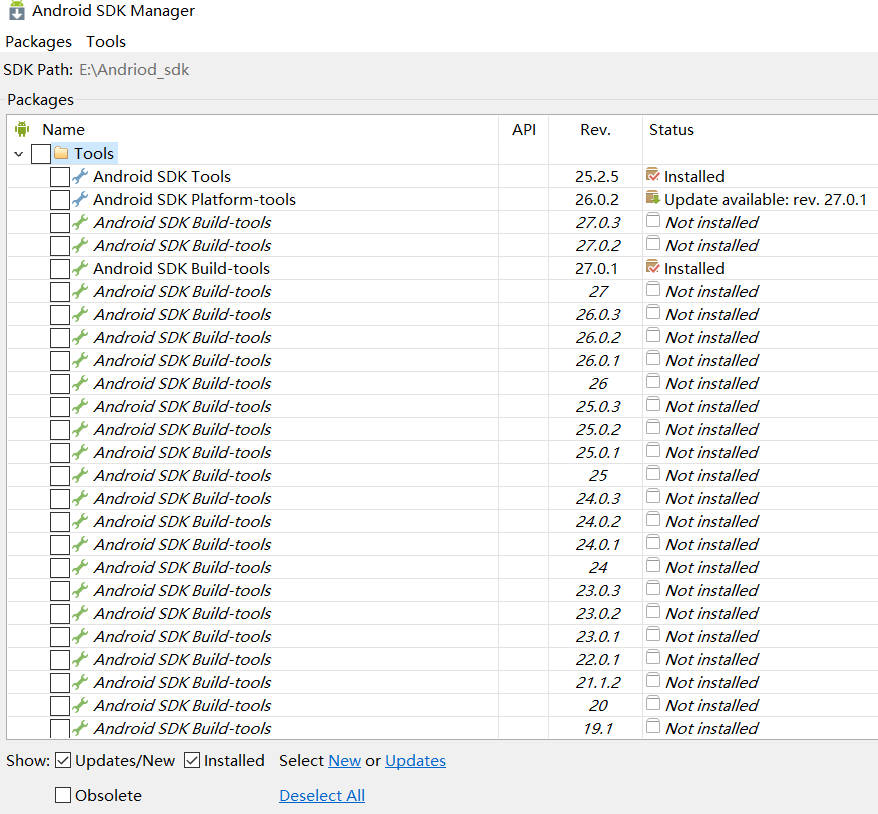 Android SDK Manager
Packages Tools
SDK Path: E:\Andriod_sdk
Packages
Name API Rev. Status
Tools
Android SDK Tools 25.2.5 Installed
Android SDK Platform-tools 26.0.2 Update available: rev. 27.0.1
Android SDK Build-tools 27.0.3 Not installed
Android SDK Build-tools 27.0.2 Not installed
Android SDK Build-tools 27.0.1 Installed
Android SDK Build-tools 27 Not installed
Android SDK Build-tools 26.0.3 Not installed
Android SDK Build-tools 26.0.2 Not installed
Android SDK Build-tools 26.0.1 Not installed
Android SDK Build-tools 26 Not installed
Android SDK Build-tools 25.0.3 Not installed
Android SDK Build-tools 25.0.2 Not installed
Android SDK Build-tools 25.0.1 Not installed
Android SDK Build-tools 25 Not installed
Android SDK Build-tools 24.0.3 Not installed
Android SDK Build-tools 24.0.2 Not installed
Android SDK Build-tools 24.0.1 Not installed
Android SDK Build-tools 24 Not installed
Android SDK Build-tools 23.0.3 Not installed
Android SDK Build-tools 23.0.2 Not installed
Android SDK Build-tools 23.0.1 Not installed
Android SDK Build-tools 22.0.1 Not installed
Android SDK Build-tools 21.1.2 Not installed
Android SDK Build-tools 20 Not installed
Android SDK Build-tools 19.1 Not installed
Show: Updates/New Installed Select New or Updates
Obsolete Deselect All